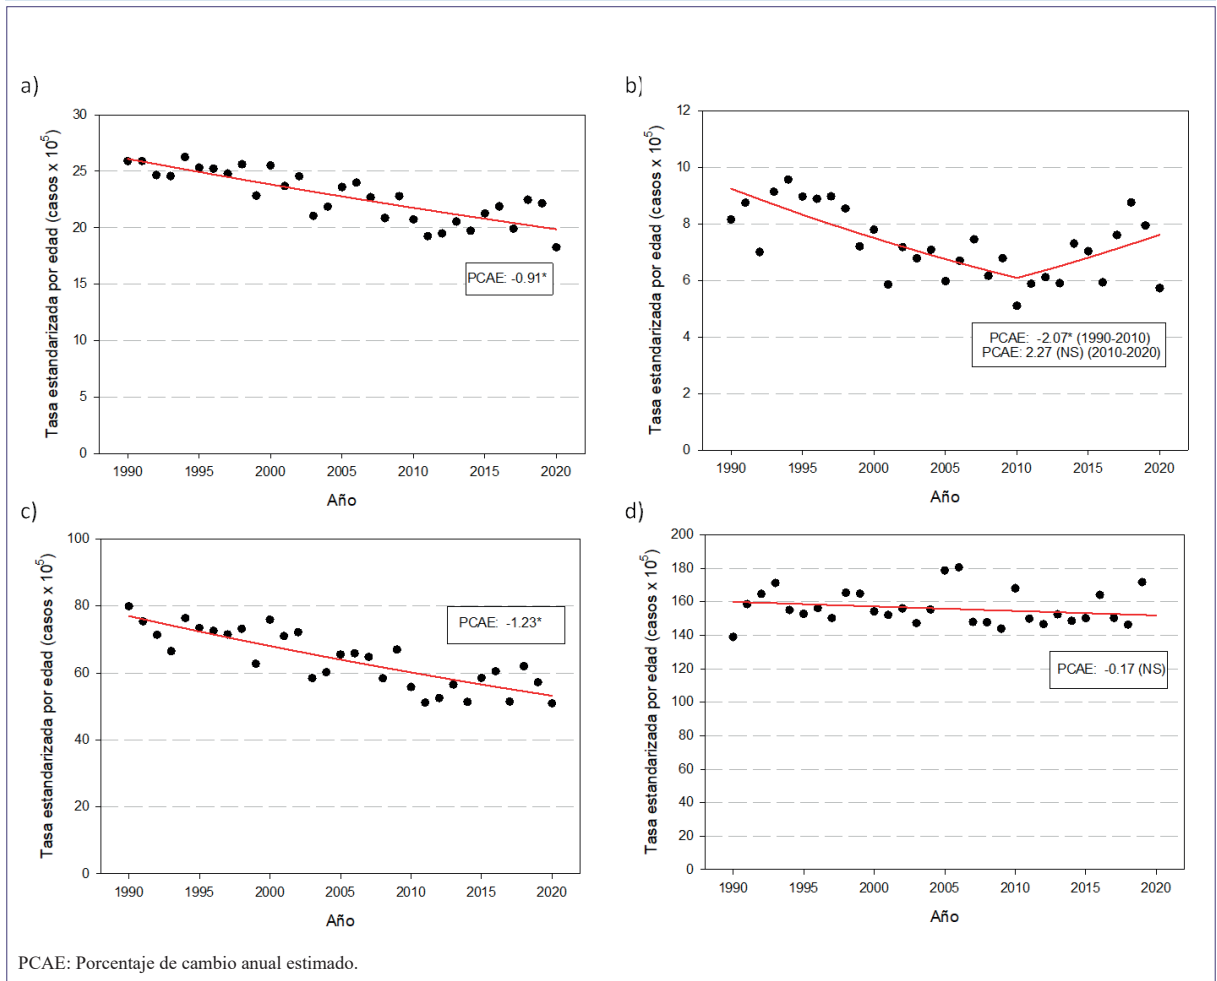 a)
Tasa estandarizada por edad (casos x 10⁵)
30
25
20
15
10
5
0
PCAE: -0.91*
1990 1995 2000 2005 2010 2015 2020
Año
b)
Tasa estandarizada por edad (casos x 10⁵)
12
10
8
6
4
2
0
PCAE: -2.07* (1990-2010)
PCAE: 2.27 (NS) (2010-2020)
1990 1995 2000 2005 2010 2015 2020
Año
c)
Tasa estandarizada por edad (casos x 10⁵)
100
80
60
40
20
0
PCAE: -1.23*
1990 1995 2000 2005 2010 2015 2020
Año
d)
Tasa estandarizada por edad (casos x 10⁵)
200
180
160
140
120
100
80
60
40
20
0
PCAE: -0.17 (NS)
1990 1995 2000 2005 2010 2015 2020
Año
PCAE: Porcentaje de cambio anual estimado.